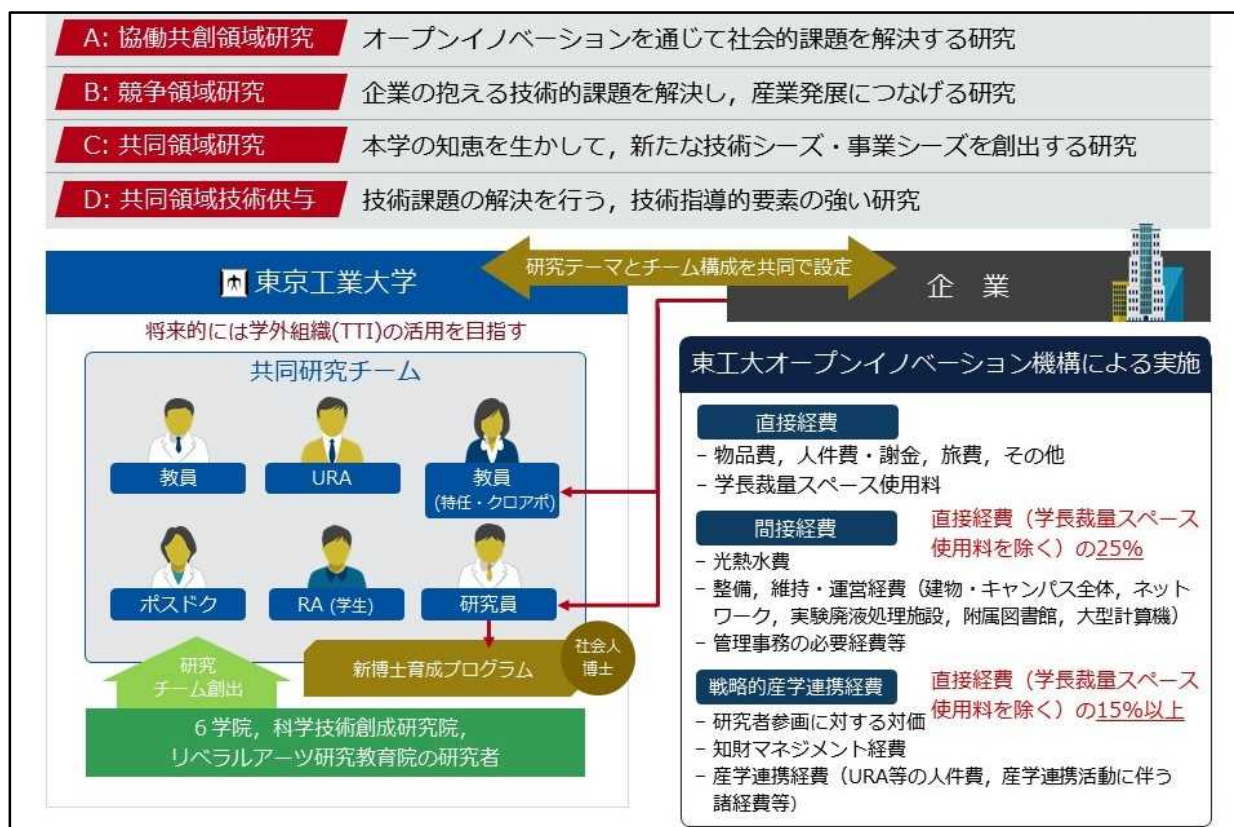 A: 協働共創領域研究 オープンイノベーションを通じて社会的課題を解決する研究
B: 競争領域研究 企業の抱える技術的課題を解決し，産業発展につなげる研究
C: 共同領域研究 本学の知恵を生かして，新たな技術シーズ・事業シーズを創出する研究
D: 共同領域技術供与 技術課題の解決を行う，技術指導的要素の強い研究
研究テーマとチーム構成を共同で設定
東京工業大学
企 業
将来的には学外組織(TTI)の活用を目指す
共同研究チーム
教員
URA
教員
(特任・クロアポ)
ポスドク
RA (学生)
研究員
研究
チーム創出
新博士育成プログラム
社会人
博士
６学院，科学技術創成研究院，
リベラルアーツ研究教育院の研究者
東工大オープンイノベーション機構による実施
直接経費
– 物品費，人件費・謝金，旅費，その他
– 学長裁量スペース使用料
間接経費
直接経費（学長裁量スペース
使用料を除く）の25%
– 光熱水費
– 整備，維持・運営経費（建物・キャンパス全体，ネット
ワーク，実験廃液処理施設，附属図書館，大型計算機）
– 管理事務の必要経費等
戦略的産学連携経費
直接経費（学長裁量スペース
使用料を除く）の15%以上
– 研究者参画に対する対価
– 知財マネジメント経費
– 産学連携経費（URA等の人件費，産学連携活動に伴う
諸経費等）